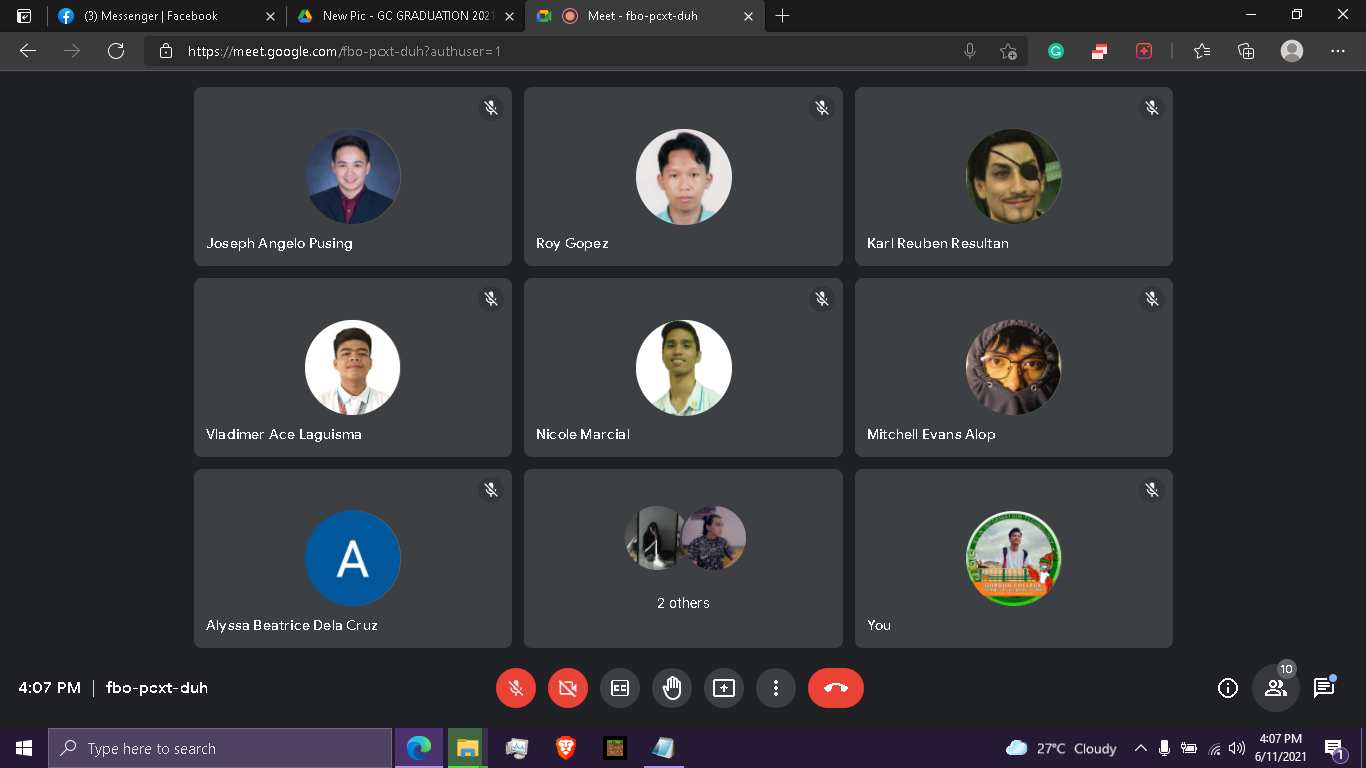 (3) Messenger | Facebook
New Pic - GC GRADUATION 2021
Meet - fbo-pcxt-duh
https://meet.google.com/fbo-pcxt-duh?authuser=1
Joseph Angelo Pusing
Roy Gopez
Karl Reuben Resultan
Vladimer Ace Laguisma
Nicole Marcial
Mitchell Evans Alop
A
Alyssa Beatrice Dela Cruz
2 others
GORDON COLLEGE
You
4:07 PM | fbo-pcxt-duh
10
Type here to search
27°C Cloudy
4:07 PM
6/11/2021
1